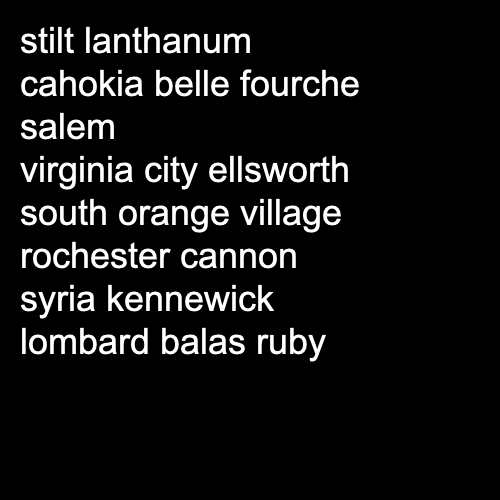 stilt lanthanum
cahokia belle fourche
salem
virginia city ellsworth
south orange village
rochester cannon
syria kennewick
lombard balas ruby